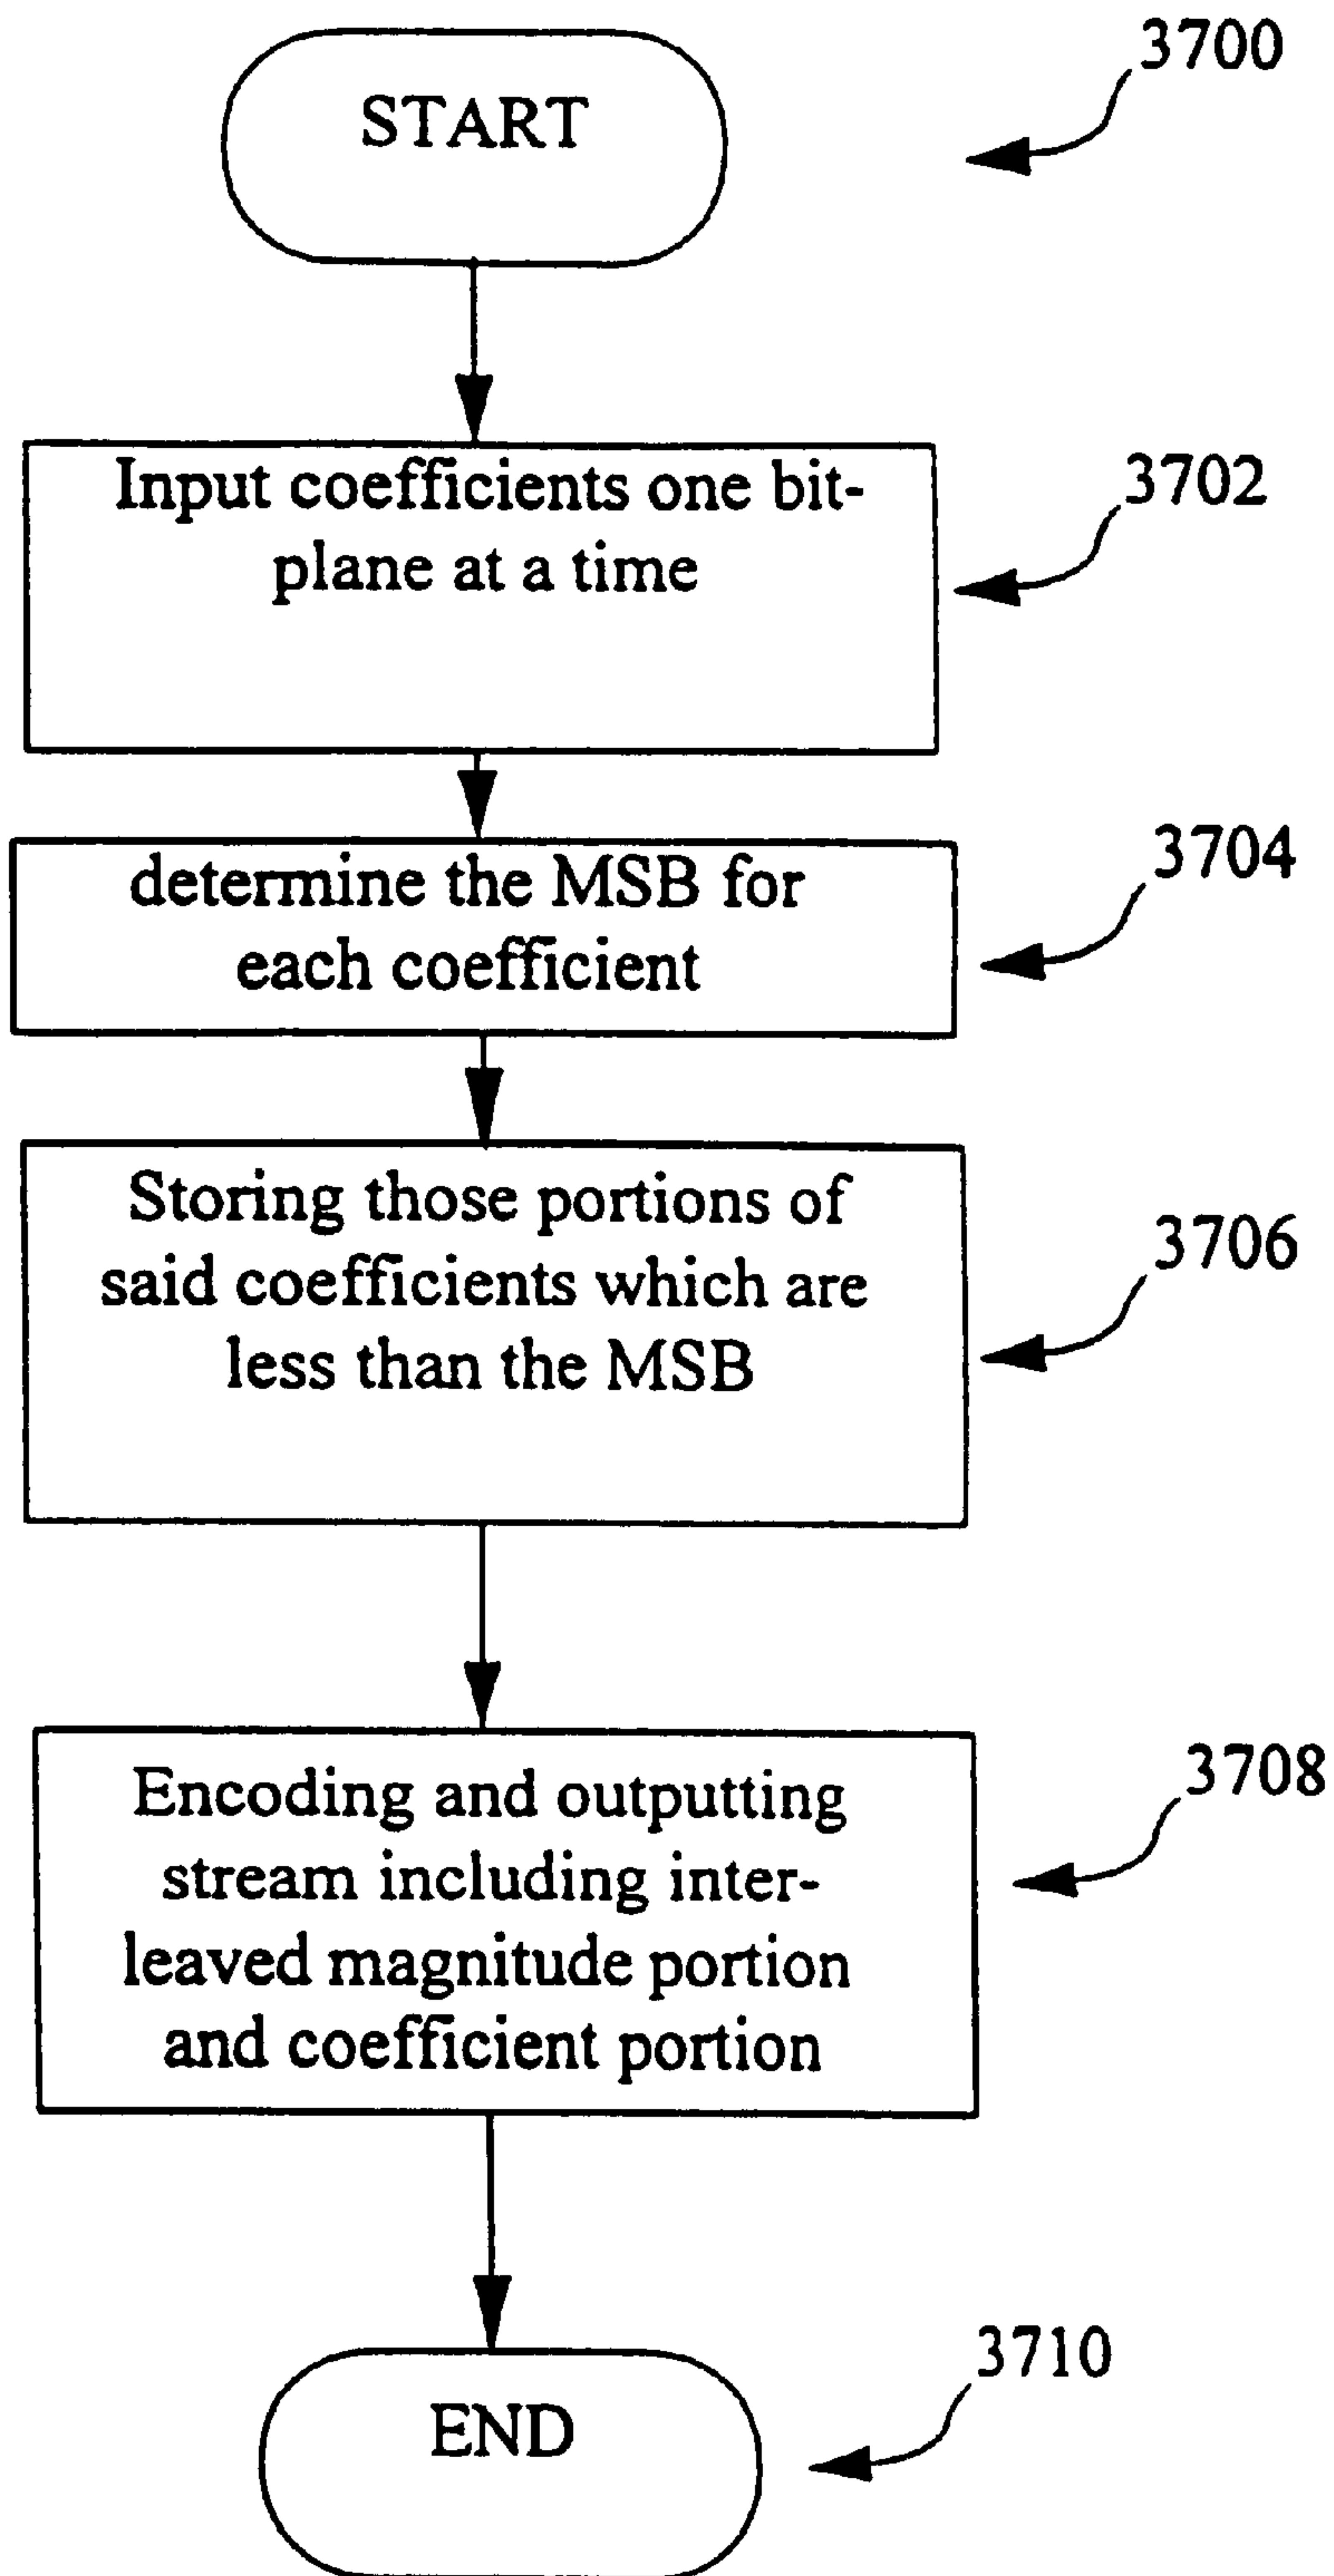 START
3700
Input coefficients one bit-
plane at a time
3702
determine the MSB for
each coefficient
3704
Storing those portions of
said coefficients which are
less than the MSB
3706
Encoding and outputting
stream including inter-
leaved magnitude portion
and coefficient portion
3708
END
3710